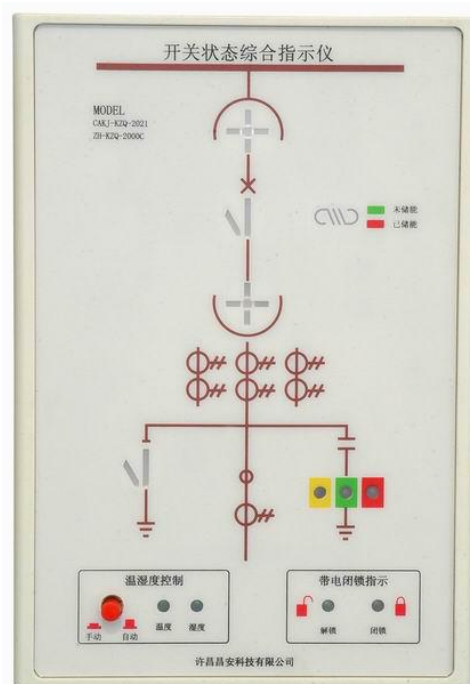 开关状态综合指示仪
MODEL
CAKJ-KZQ-2021
ZH-KZQ-2000C
未储能
已储能
温湿度控制
手动
自动
温度
湿度
带电闭锁指示
解锁
闭锁
许昌昌安科技有限公司